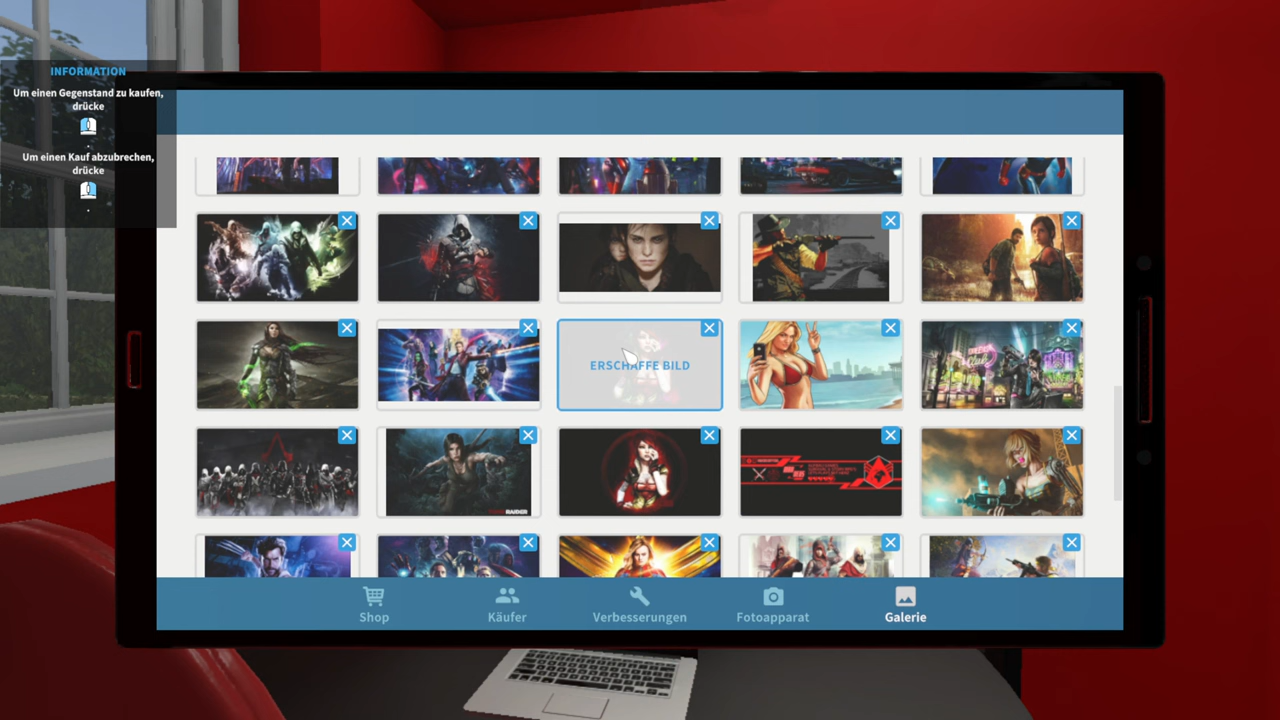 INFORMATION
Um einen Gegenstand zu kaufen,
drücke
.
Um einen Kauf abzubrechen,
drücke
.
ERSCHAFFE BILD
RAIDER
Shop
Käufer
Verbesserungen
Fotoapparat
Galerie